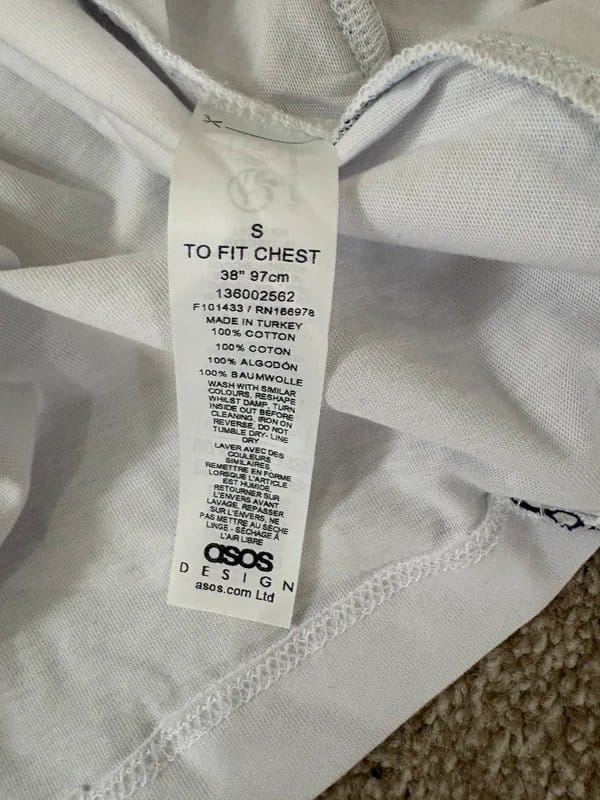 S
TO FIT CHEST
38" 97cm
136002562
F101433 / RN166978
MADE IN TURKEY
100% COTTON
100% COTON
100% ALGODÓN
100% BAUMWOLLE
WASH WITH SIMILAR
COLOURS, RESHAPE
WHILST DAMP, TURN
INSIDE OUT BEFORE
CLEANING, IRON ON
REVERSE, DO NOT
TUMBLE DRY- LINE
DRY
LAVER AVEC DES
COULEURS
SIMILAIRES,
REMETTRE EN FORME
LORSQUE L'ARTICLE
EST HUMIDE,
RETOURNER SUR
L'ENVERS AVANT
LAVAGE, REPASSER
SUR L'ENVERS, NE
PAS METTRE AU SÈCHE
LINGE - SÉCHAGE À
L'AIR LIBRE
asos
DESIGN
asos.com Ltd